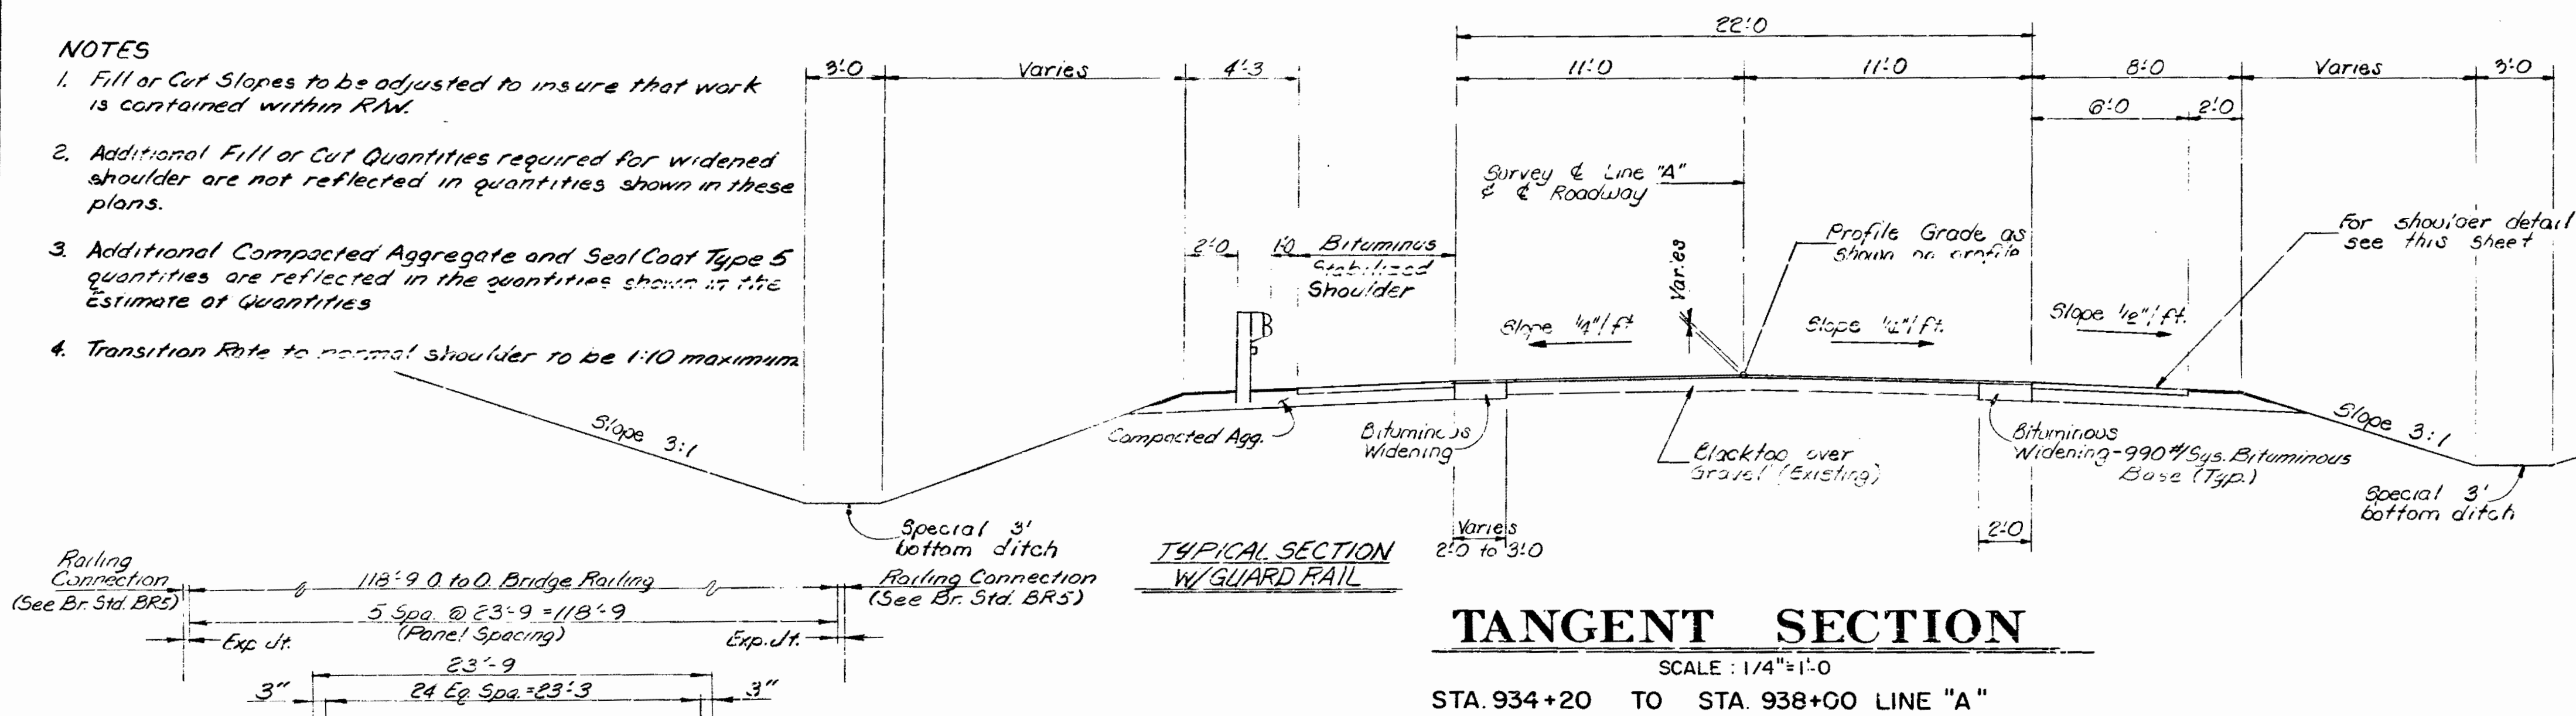 NOTES
1. Fill or Cut Slopes to be adjusted to insure that work
is contained within R/W.
2. Additional Fill or Cut Quantities required for widened
shoulder are not reflected in quantities shown in these
plans.
3. Additional Compacted Aggregate and Seal Coat Type 5
quantities are reflected in the quantities shown in the
Estimate of Quantities
4. Transition Rate to normal shoulder to be 1:10 maximum
22'-0
3'-0
Varies
4'-3
11'-0
11'-0
8'-0
Varies
3'-0
6'-0
2'-0
Survey ℄ Line "A"
& ℄ Roadway
2'-0
1'-0
Bituminus
Stabilized
Shoulder
Varies
Profile Grade as
shown on profile
For shoulder detail
see this sheet
Slope 1/4"/ft
Slope 1/4"/ft.
Slope 1/2"/ft.
Slope 3:1
Compacted Agg.
Bituminous
Widening
Blacktop over
Gravel (Existing)
Bituminous
Widening-990#/Sys. Bituminous
Base (Typ.)
Slope 3:1
Special 3'
bottom ditch
Special 3'
bottom ditch
Varies
2'-0 to 3'-0
2'-0
TYPICAL SECTION
W/GUARD RAIL
Railing
Connection
(See Br. Std. BR5)
118'-9 O. to O. Bridge Railing
Railing Connection
(See Br. Std. BR5)
5 Spa. @ 23'-9 = 118'-9
(Panel Spacing)
Exp Jt.
Exp. Jt.
23'-9
3"
24 Eq. Spa. = 23'-3
3"
TANGENT SECTION
SCALE : 1/4"=1'-0
STA. 934+20 TO STA. 938+00 LINE "A"